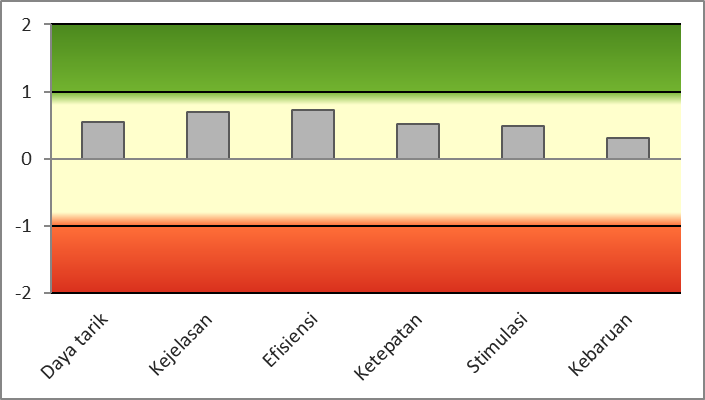 2
1
0
-1
-2
Daya tarik
Kejelasan
Efisiensi
Ketepatan
Stimulasi
Kebaruan